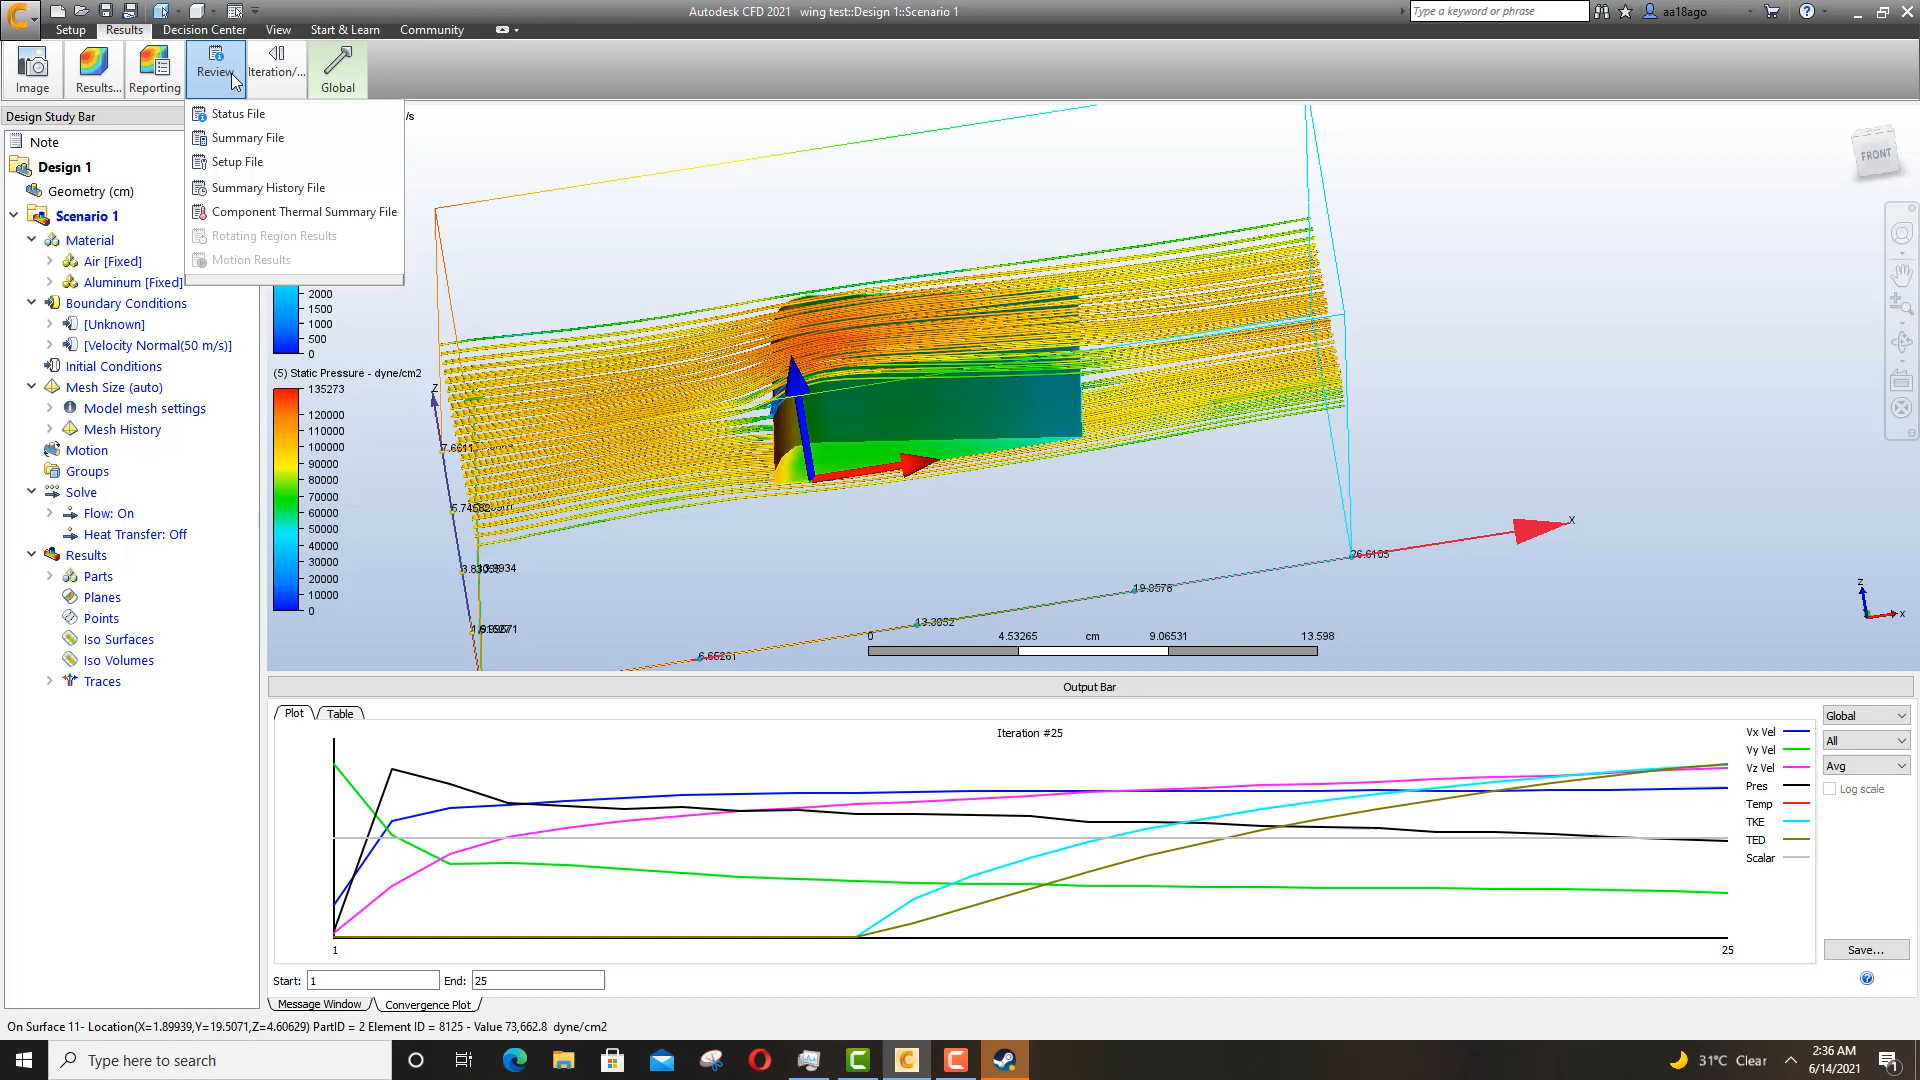 Autodesk CFD 2021 wing test::Design 1::Scenario 1
Type a keyword or phrase
aa18ago
Setup Results Decision Center View Start & Learn Community
Image
Results...
Reporting
Review
Iteration/...
Global
Design Study Bar
Note
Design 1
Geometry (cm)
Scenario 1
Material
Air [Fixed]
Aluminum [Fixed]
Boundary Conditions
[Unknown]
[Velocity Normal(50 m/s)]
Initial Conditions
Mesh Size (auto)
Model mesh settings
Mesh History
Motion
Groups
Solve
Flow: On
Heat Transfer: Off
Results
Parts
Planes
Points
Iso Surfaces
Iso Volumes
Traces
Status File
Summary File
Setup File
Summary History File
Component Thermal Summary File
Rotating Region Results
Motion Results
/s
2000
1500
1000
500
0
(5) Static Pressure - dyne/cm2
135273
120000
110000
100000
90000
80000
70000
60000
50000
40000
30000
20000
10000
0
FRONT
Z
7.6611
6.65261
13.3052
19.9578
26.6105
X
0 4.53265 cm 9.06531 13.598
Z
X
Output Bar
Plot Table
Iteration #25
Vx Vel
Vy Vel
Vz Vel
Pres
Temp
TKE
TED
Scalar
1 25
Global
All
Avg
Log scale
Save...
Start: 1 End: 25
Message Window Convergence Plot
On Surface 11- Location(X=1.89939,Y=19.5071,Z=4.60629) PartID = 2 Element ID = 8125 - Value 73,662.8 dyne/cm2
Type here to search
31°C Clear
2:36 AM
6/14/2021
1